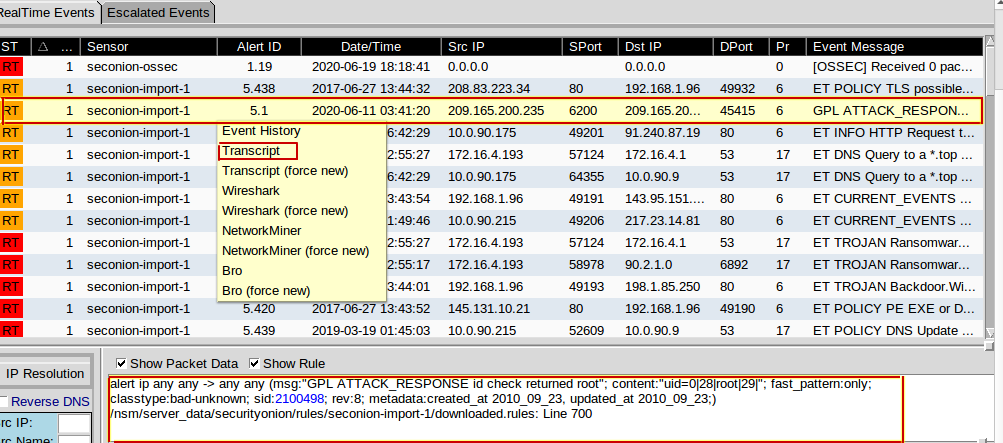 RealTime Events Escalated Events
ST △ ... Sensor Alert ID Date/Time Src IP SPort Dst IP DPort Pr Event Message
RT 1 seconion-ossec 1.19 2020-06-19 18:18:41 0.0.0.0 0.0.0.0 0 [OSSEC] Received 0 pac...
RT 1 seconion-import-1 5.438 2017-06-27 13:44:32 208.83.223.34 80 192.168.1.96 49932 6 ET POLICY TLS possible...
RT 1 seconion-import-1 5.1 2020-06-11 03:41:20 209.165.200.235 6200 209.165.20... 45415 6 GPL ATTACK_RESPON...
RT 1 seconion-import-1 Event History 6:42:29 10.0.90.175 49201 91.240.87.19 80 6 ET INFO HTTP Request t...
RT 1 seconion-import-1 Transcript 2:55:27 172.16.4.193 57124 172.16.4.1 53 17 ET DNS Query to a *.top ...
Transcript (force new)
RT 1 seconion-import-1 6:42:29 172.16.4.193 64355 10.0.90.9 53 17 ET DNS Query to a *.top ...
Wireshark
RT 1 seconion-import-1 3:43:54 192.168.1.96 49191 143.95.151.... 80 6 ET CURRENT_EVENTS ...
Wireshark (force new)
RT 1 seconion-import-1 1:49:46 10.0.90.215 49206 217.23.14.81 80 6 ET CURRENT_EVENTS ...
NetworkMiner
RT 1 seconion-import-1 2:55:27 172.16.4.193 57124 172.16.4.1 53 17 ET TROJAN Ransomwar...
NetworkMiner (force new)
RT 1 seconion-import-1 2:55:17 172.16.4.193 58978 90.2.1.0 6892 17 ET TROJAN Ransomwar...
Bro
RT 1 seconion-import-1 3:44:01 192.168.1.96 49193 198.1.85.250 80 6 ET TROJAN Backdoor.Wi...
Bro (force new)
RT 1 seconion-import-1 5.420 2017-06-27 13:43:52 145.131.10.21 80 192.168.1.96 49190 6 ET POLICY PE EXE or D...
RT 1 seconion-import-1 5.439 2019-03-19 01:45:03 10.0.90.215 52609 10.0.90.9 53 17 ET POLICY DNS Update ...
IP Resolution
Reverse DNS
rc IP:
rc Name:
Show Packet Data Show Rule
alert ip any any -> any any (msg:"GPL ATTACK_RESPONSE id check returned root"; content:"uid=0|28|root|29|"; fast_pattern:only;
classtype:bad-unknown; sid:2100498; rev:8; metadata:created_at 2010_09_23, updated_at 2010_09_23;)
/nsm/server_data/securityonion/rules/seconion-import-1/downloaded.rules: Line 700